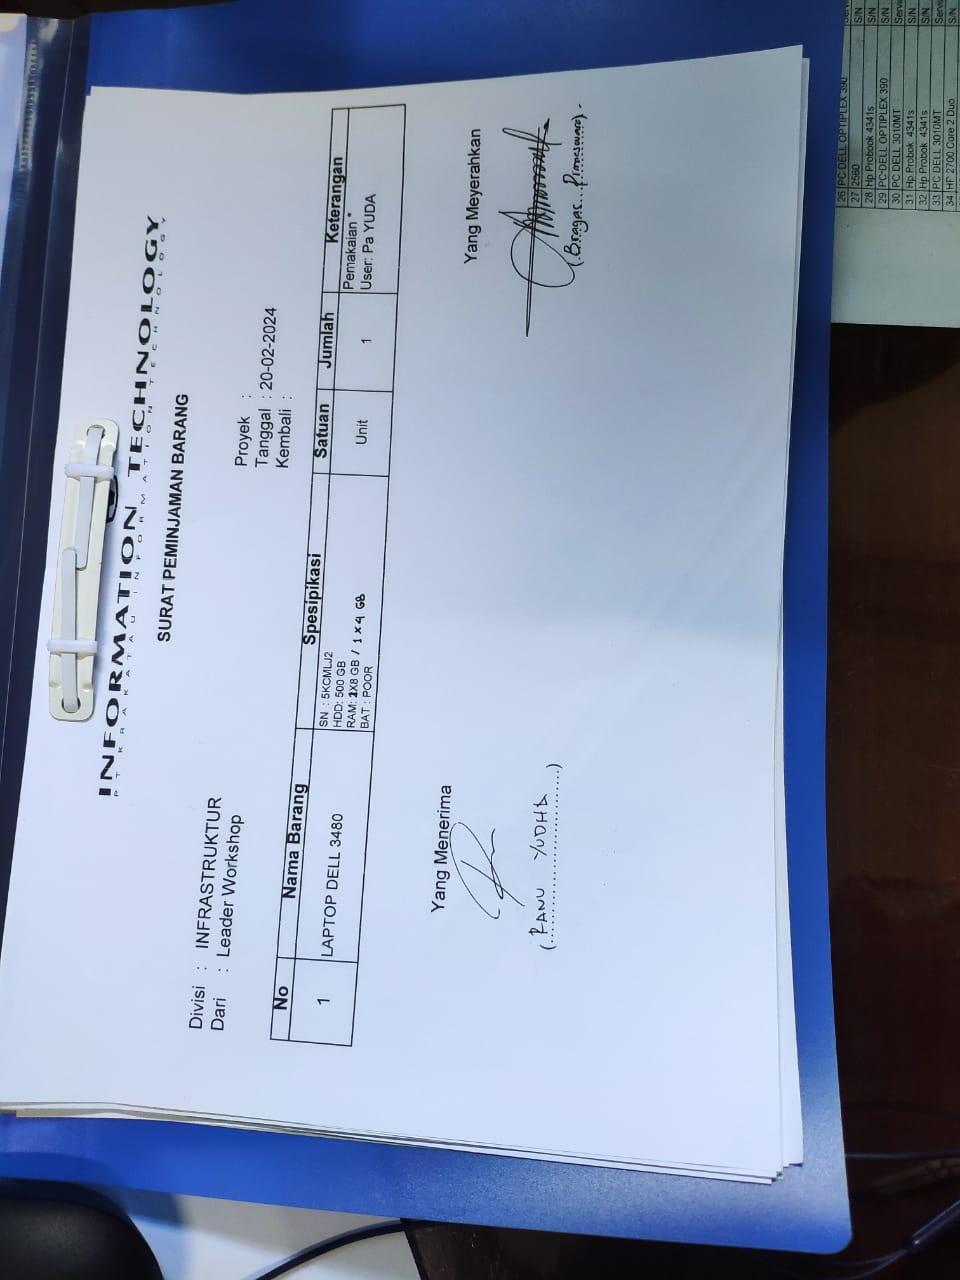 INFORMATION TECHNOLOGY
PT KRAKATAU INFORMATION TECHNOLOGY
SURAT PEMINJAMAN BARANG
Divisi : INFRASTRUKTUR
Dari : Leader Workshop
Proyek :
Tanggal : 20-02-2024
Kembali :
No Nama Barang Spesipikasi Satuan Jumlah Keterangan
1 LAPTOP DELL 3480 SN : 5KCMLJ2 Unit 1 Pemakaian *
HDD: 500 GB User: Pa YUDA
RAM: 1X8 GB / 1 x 4 GB
BAT : POOR
Yang Menerima
(RANU YUDHA)
Yang Meyerahkan
(Bragas Primeswara).
26 PC DELL OPTIPLEX 390
27 2560 S/N
28 Hp Probook 4341s S/N
29 PC-DELL OPTIPLEX 390 S/N
30 PC DELL 3010MT Servi
31 Hp Probok 4341s S/N
32 Hp Probok 4341s S/N
33 PC DELL 3010MT Servi
34 HP 2700 Core 2 Duo S/N